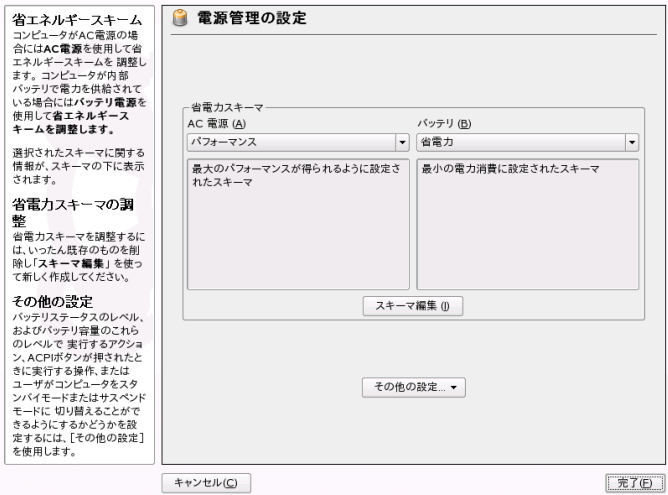 省エネルギースキーム
コンピュータがAC電源の場
合にはAC電源を使用して省
エネルギースキームを 調整し
ます。コンピュータが内部
バッテリで電力を供給されて
いる場合にはバッテリ電源を
使用して省エネルギース
キームを調整します。
選択されたスキーマに関する
情報が、スキーマの下に表示
されます。
省電力スキーマの調
整
省電力スキーマを調整するに
は、いったん既存のものを削
除し「スキーマ編集」を使っ
て新しく作成してください。
その他の設定
バッテリステータスのレベル、
およびバッテリ容量のこれら
のレベルで 実行するアクショ
ン、ACPIボタンが押されたと
きに実行する操作、または
ユーザがコンピュータをスタ
ンバイモードまたはサスペンド
モードに 切り替えることがで
きるようにするかどうかを設
定するには、[その他の設定]
を使用します。
電源管理の設定
省電力スキーマ
AC 電源 (A)
パフォーマンス
最大のパフォーマンスが得られるように設定さ
れたスキーマ
バッテリ (B)
省電力
最小の電力消費に設定されたスキーマ
スキーマ編集 (I)
その他の設定...
キャンセル(C)
完了(F)